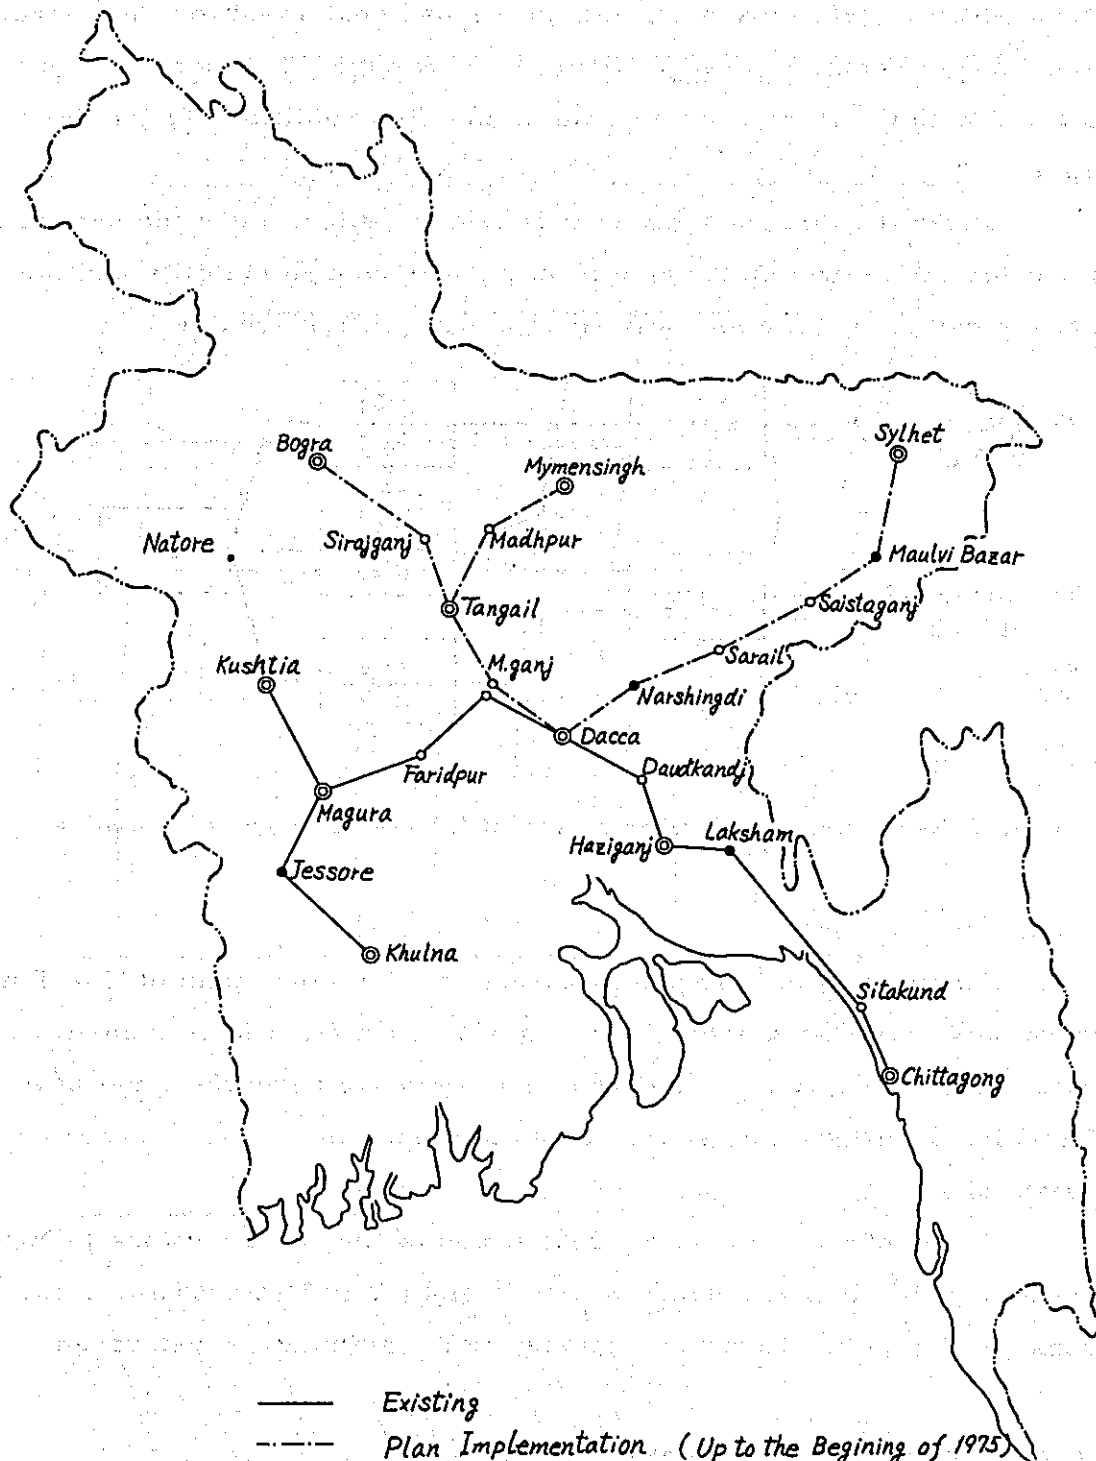 Bogra
Sylhet
Mymensingh
Natore
Sirajganj
Madhpur
Maulvi Bazar
Tangail
Saistaganj
Kushtia
M.ganj
Sarail
Narshingdi
Dacca
Faridpur
Daudkandj
Magura
Haziganj
Laksham
Jessore
Khulna
Sitakund
Chittagong
Existing
Plan Implementation (Up to the Begining of 1975)